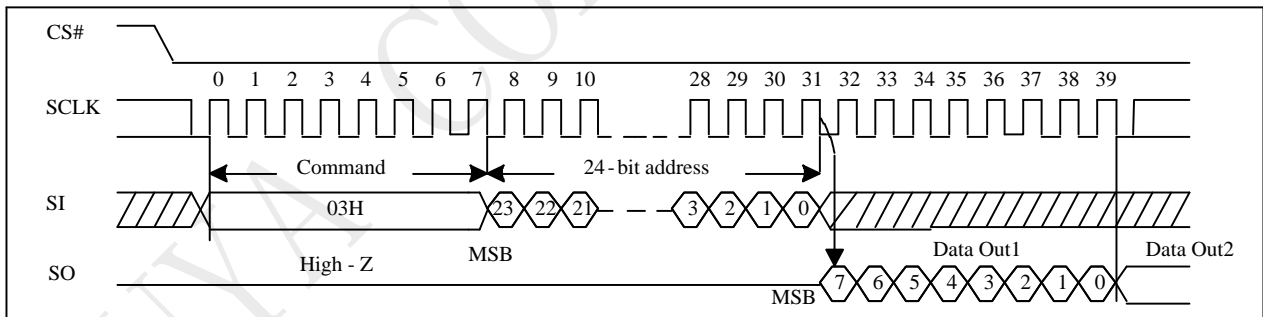 CS#
0 1 2 3 4 5 6 7 8 9 10 28 29 30 31 32 33 34 35 36 37 38 39
SCLK
Command 24-bit address
SI 03H 23 22 21 3 2 1 0
MSB Data Out1 Data Out2
SO High - Z
MSB 7 6 5 4 3 2 1 0